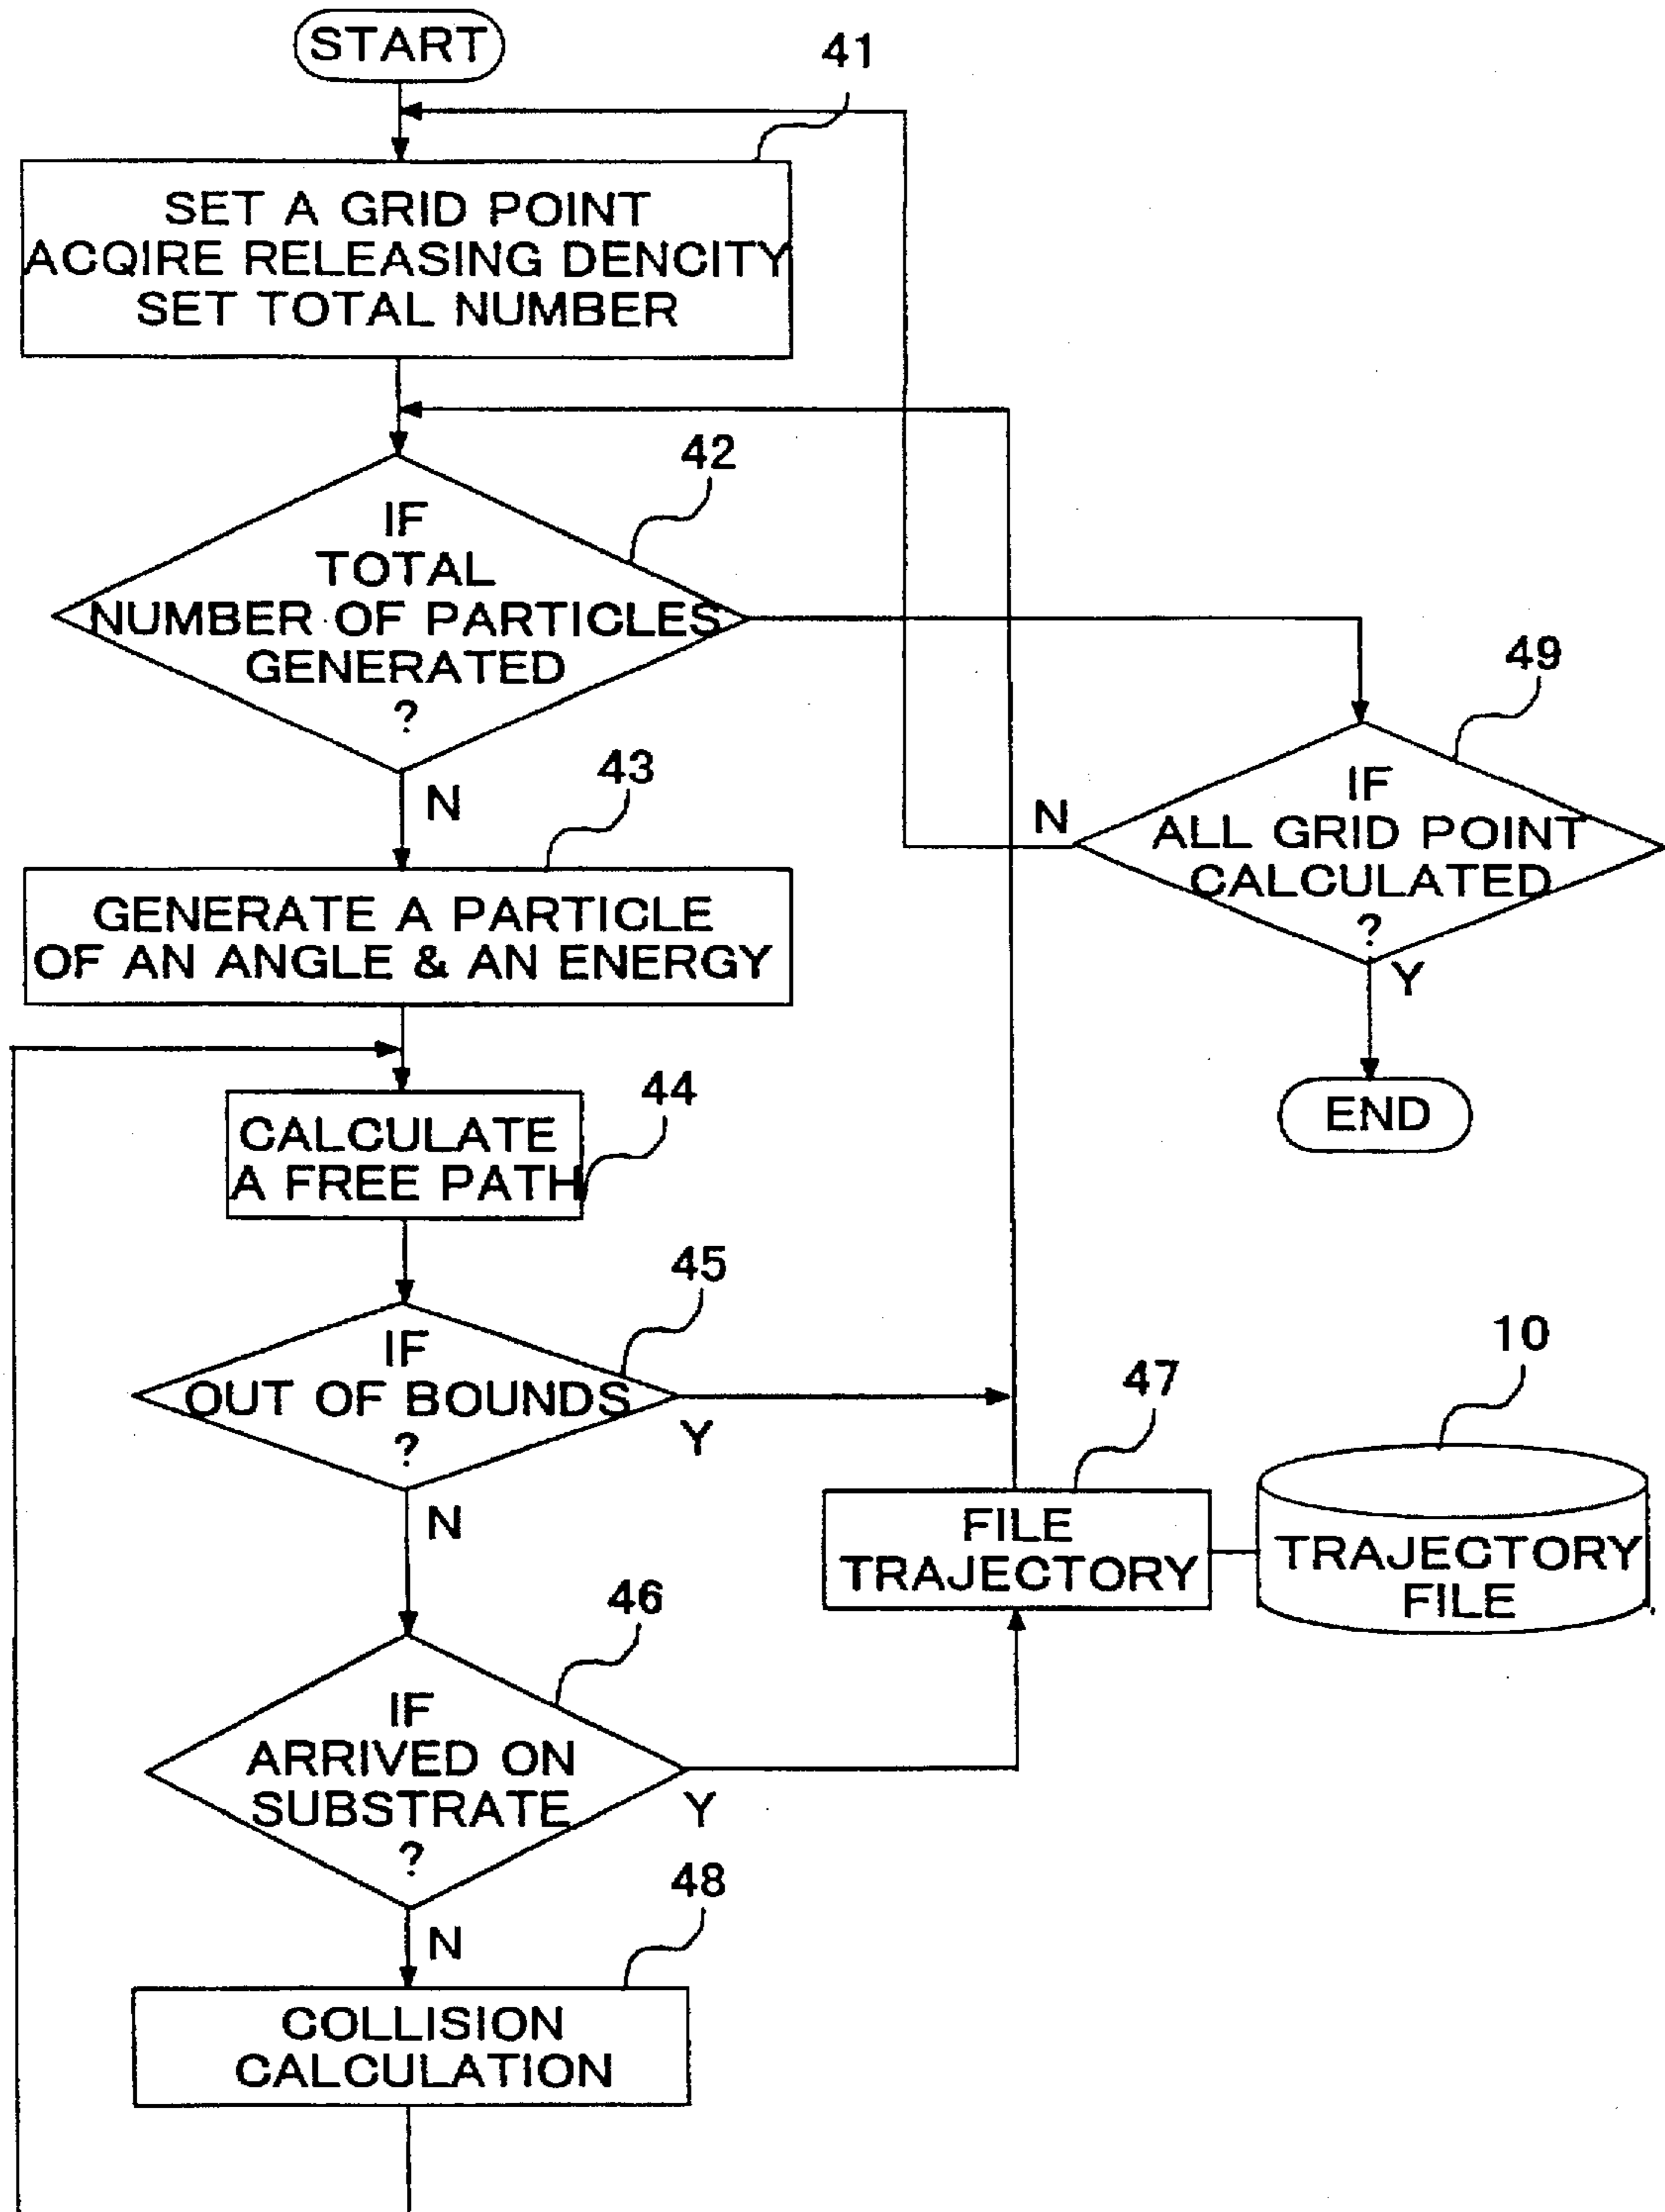 START
41
SET A GRID POINT
ACQIRE RELEASING DENCITY
SET TOTAL NUMBER
42
IF
TOTAL
NUMBER OF PARTICLES
GENERATED
?
N
43
GENERATE A PARTICLE
OF AN ANGLE & AN ENERGY
44
CALCULATE
A FREE PATH
45
IF
OUT OF BOUNDS
?
Y
N
46
IF
ARRIVED ON
SUBSTRATE
?
Y
N
48
COLLISION
CALCULATION
47
FILE
TRAJECTORY
10
TRAJECTORY
FILE
49
IF
ALL GRID POINT
CALCULATED
?
N
Y
END